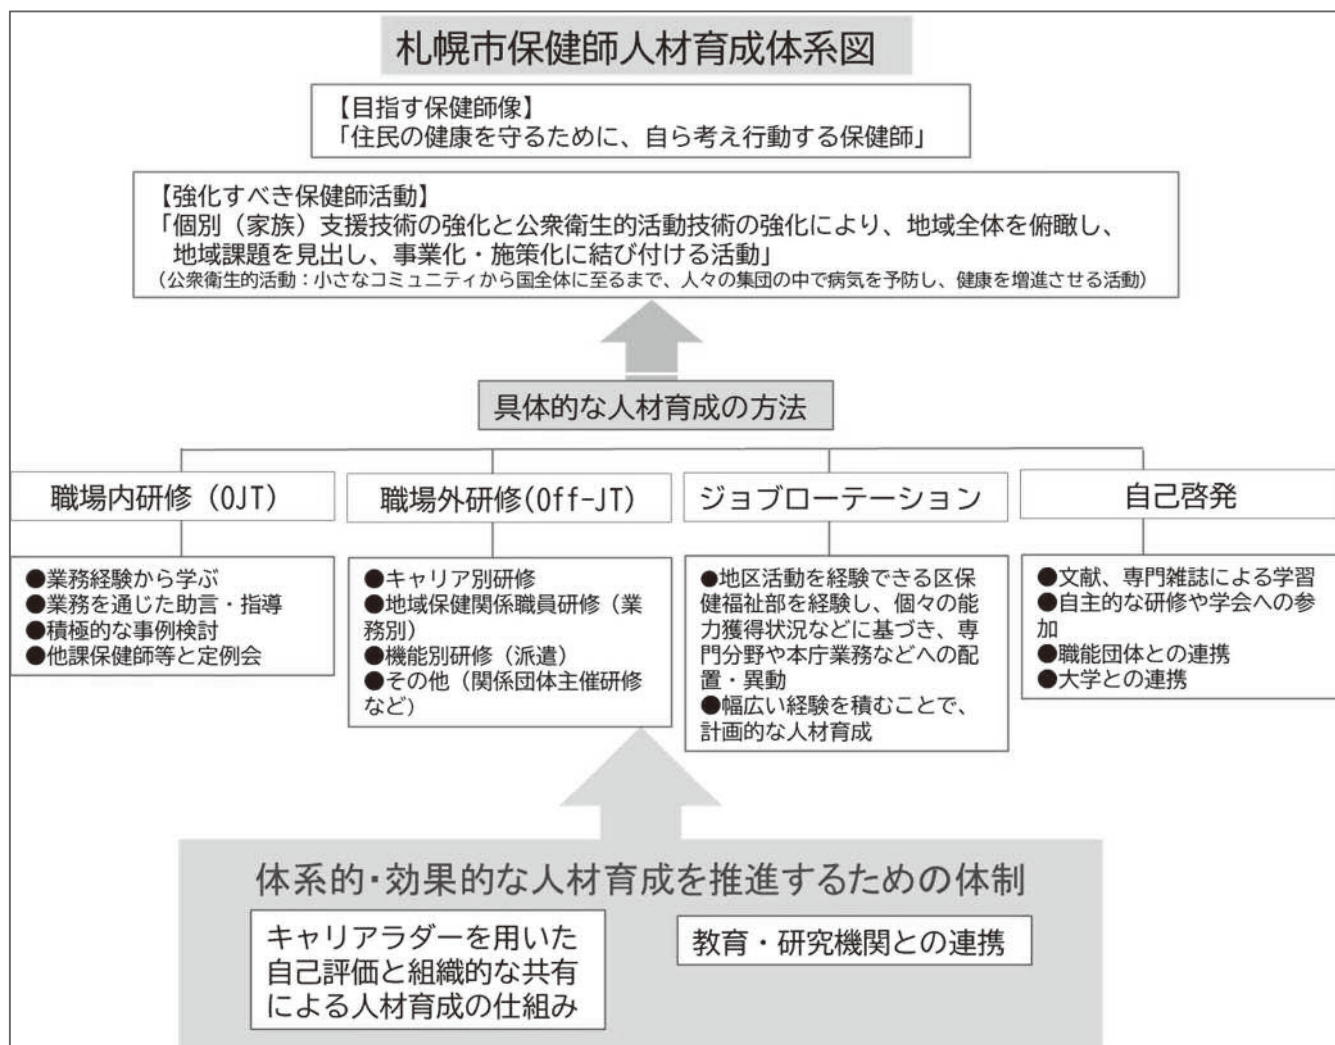 札幌市保健師人材育成体系図
【目指す保健師像】
「住民の健康を守るために、自ら考え行動する保健師」
【強化すべき保健師活動】
「個別（家族）支援技術の強化と公衆衛生的活動技術の強化により、地域全体を俯瞰し、
地域課題を見出し、事業化・施策化に結び付ける活動」
（公衆衛生的活動：小さなコミュニティから国全体に至るまで、人々の集団の中で病気を予防し、健康を増進させる活動）
具体的な人材育成の方法
職場内研修（OJT）
●業務経験から学ぶ
●業務を通じた助言・指導
●積極的な事例検討
●他課保健師等と定例会
職場外研修(Off-JT)
●キャリア別研修
●地域保健関係職員研修（業
務別）
●機能別研修（派遣）
●その他（関係団体主催研修
など）
ジョブローテーション
●地区活動を経験できる区保
健福祉部を経験し、個々の能
力獲得状況などに基づき、専
門分野や本庁業務などへの配
置・異動
●幅広い経験を積むことで、
計画的な人材育成
自己啓発
●文献、専門雑誌による学習
●自主的な研修や学会への参
加
●職能団体との連携
●大学との連携
体系的・効果的な人材育成を推進するための体制
キャリアラダーを用いた
自己評価と組織的な共有
による人材育成の仕組み
教育・研究機関との連携